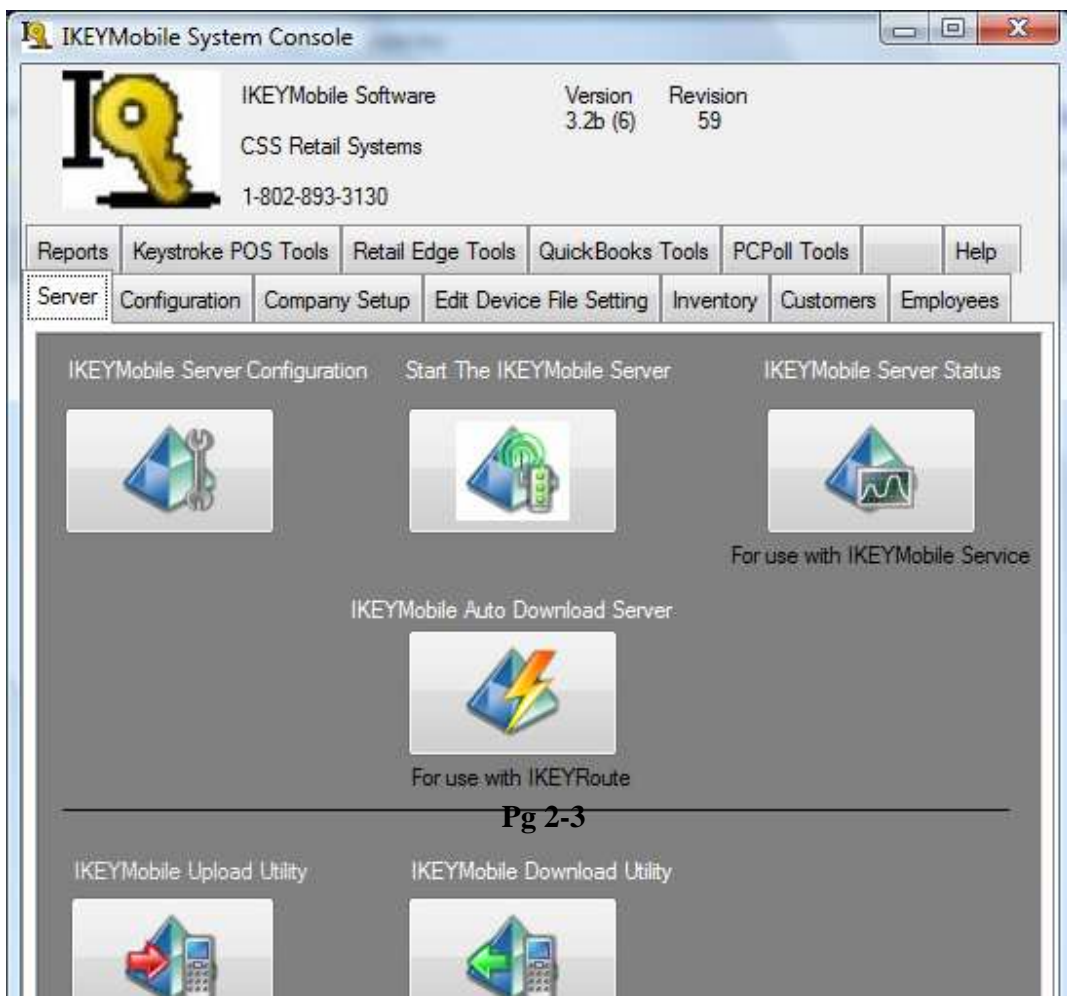 IKEYMobile System Console
IKEYMobile Software Version Revision
3.2b (6) 59
CSS Retail Systems
1-802-893-3130
Reports Keystroke POS Tools Retail Edge Tools QuickBooks Tools PCPoll Tools Help
Server Configuration Company Setup Edit Device File Setting Inventory Customers Employees
IKEYMobile Server Configuration Start The IKEYMobile Server IKEYMobile Server Status
For use with IKEYMobile Service
IKEYMobile Auto Download Server
For use with IKEYRoute
Pg 2-3
IKEYMobile Upload Utility IKEYMobile Download Utility